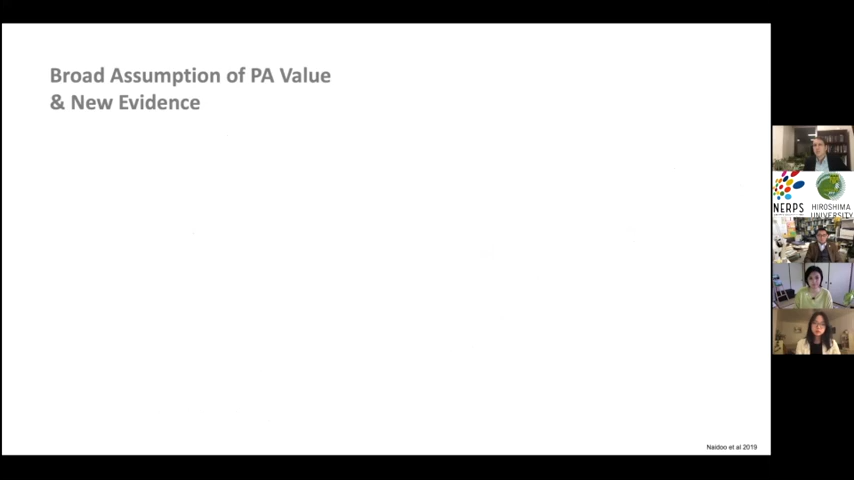 Broad Assumption of PA Value
& New Evidence
NERPS
HIROSHIMA
UNIVERSITY
Naidoo et al 2019